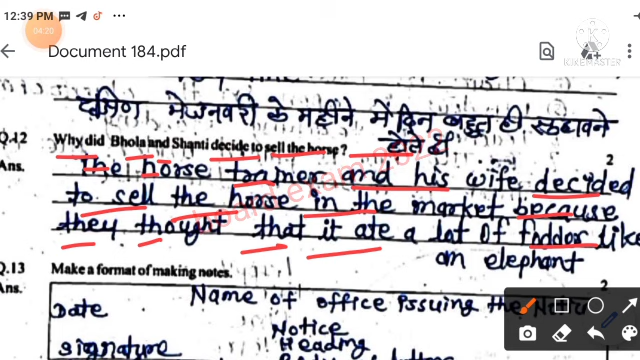 12:39 PM
04:20
Document 184.pdf
KINEMASTER
दक्षिण में जनवरी के महीने में दिन बहुत ही सुहावने
होते हैं
Q.12 Why did Bhola and Shanti decide to sell the horse? 2
Ans. The horse tramer and his wife decided
to sell the horse in the market because
they thought that it ate a lot of foddor like
an elephant
Q.13 Make a format of making notes. 2
Ans. Name of office issuing the
Date
Notice
signature Heading